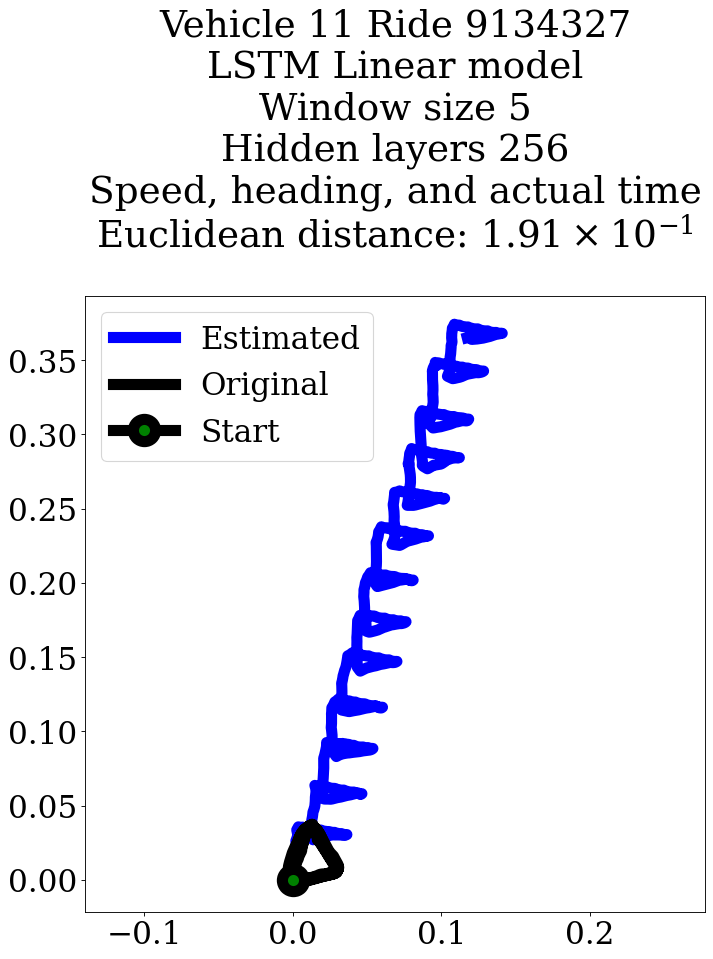 Vehicle 11 Ride 9134327
LSTM Linear model
Window size 5
Hidden layers 256
Speed, heading, and actual time
Euclidean distance: 1.91 × 10⁻¹
Estimated
Original
Start
0.35
0.30
0.25
0.20
0.15
0.10
0.05
0.00
−0.1 0.0 0.1 0.2